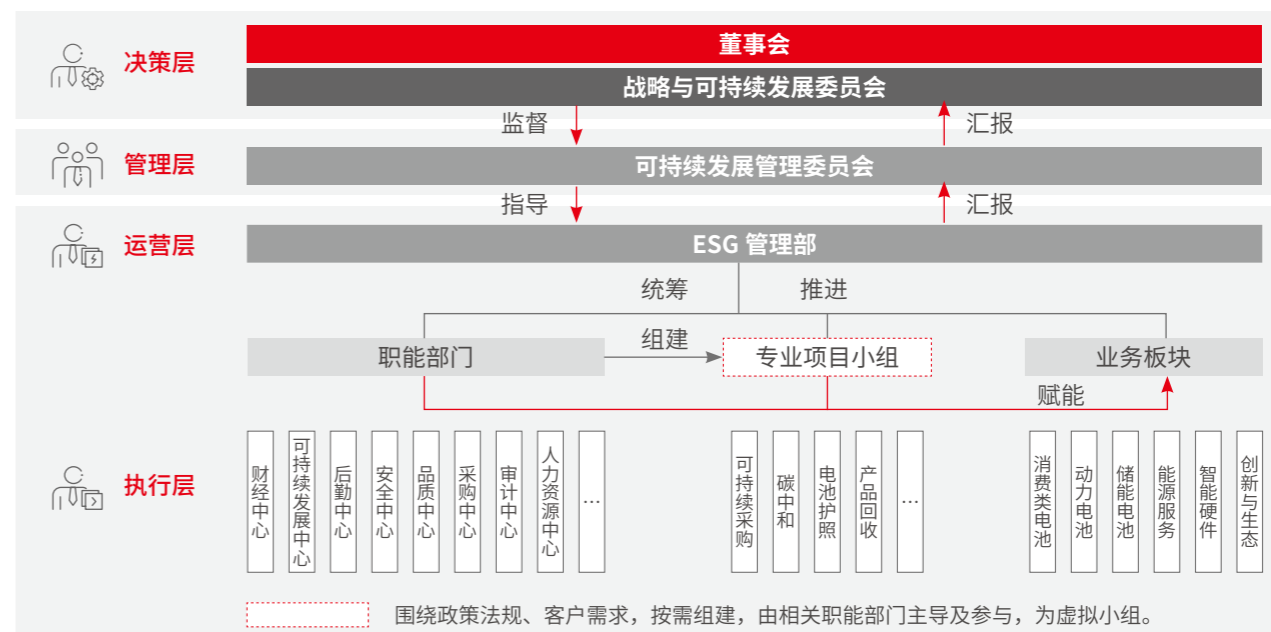 决策层
董事会
战略与可持续发展委员会
监督
汇报
管理层
可持续发展管理委员会
指导
汇报
运营层
ESG 管理部
统筹
推进
职能部门
组建
专业项目小组
业务板块
赋能
执行层
财经中心
可持续发展中心
后勤中心
安全中心
品质中心
采购中心
审计中心
人力资源中心
…
可持续采购
碳中和
电池护照
产品回收
…
消费类电池
动力电池
储能电池
能源服务
智能硬件
创新与生态
围绕政策法规、客户需求，按需组建，由相关职能部门主导及参与，为虚拟小组。